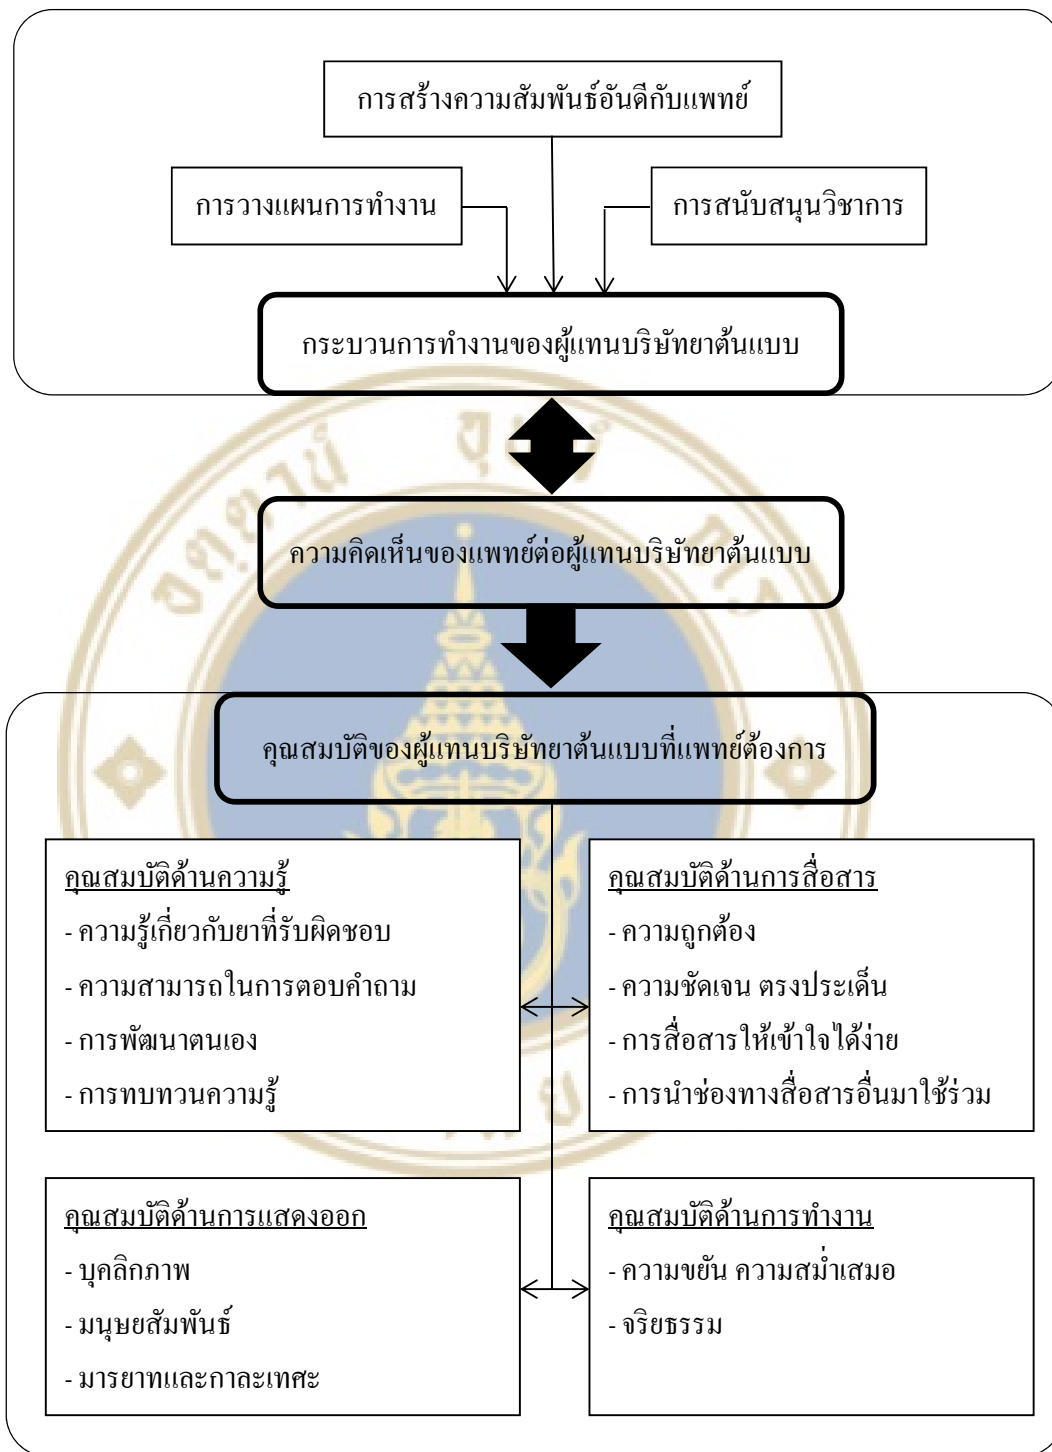 การสร้างความสัมพันธ์อันดีกับแพทย์
การวางแผนการทำงาน
การสนับสนุนวิชาการ
กระบวนการทำงานของผู้แทนบริษัทยาต้นแบบ
ความคิดเห็นของแพทย์ต่อผู้แทนบริษัทยาต้นแบบ
คุณสมบัติของผู้แทนบริษัทยาต้นแบบที่แพทย์ต้องการ
คุณสมบัติด้านความรู้
- ความรู้เกี่ยวกับยาที่รับผิดชอบ
- ความสามารถในการตอบคำถาม
- การพัฒนาตนเอง
- การทบทวนความรู้
คุณสมบัติด้านการสื่อสาร
- ความถูกต้อง
- ความชัดเจน ตรงประเด็น
- การสื่อสารให้เข้าใจได้ง่าย
- การนำช่องทางสื่อสารอื่นมาใช้ร่วม
คุณสมบัติด้านการแสดงออก
- บุคลิกภาพ
- มนุษยสัมพันธ์
- มารยาทและกาละเทศะ
คุณสมบัติด้านการทำงาน
- ความขยัน ความสม่ำเสมอ
- จริยธรรม